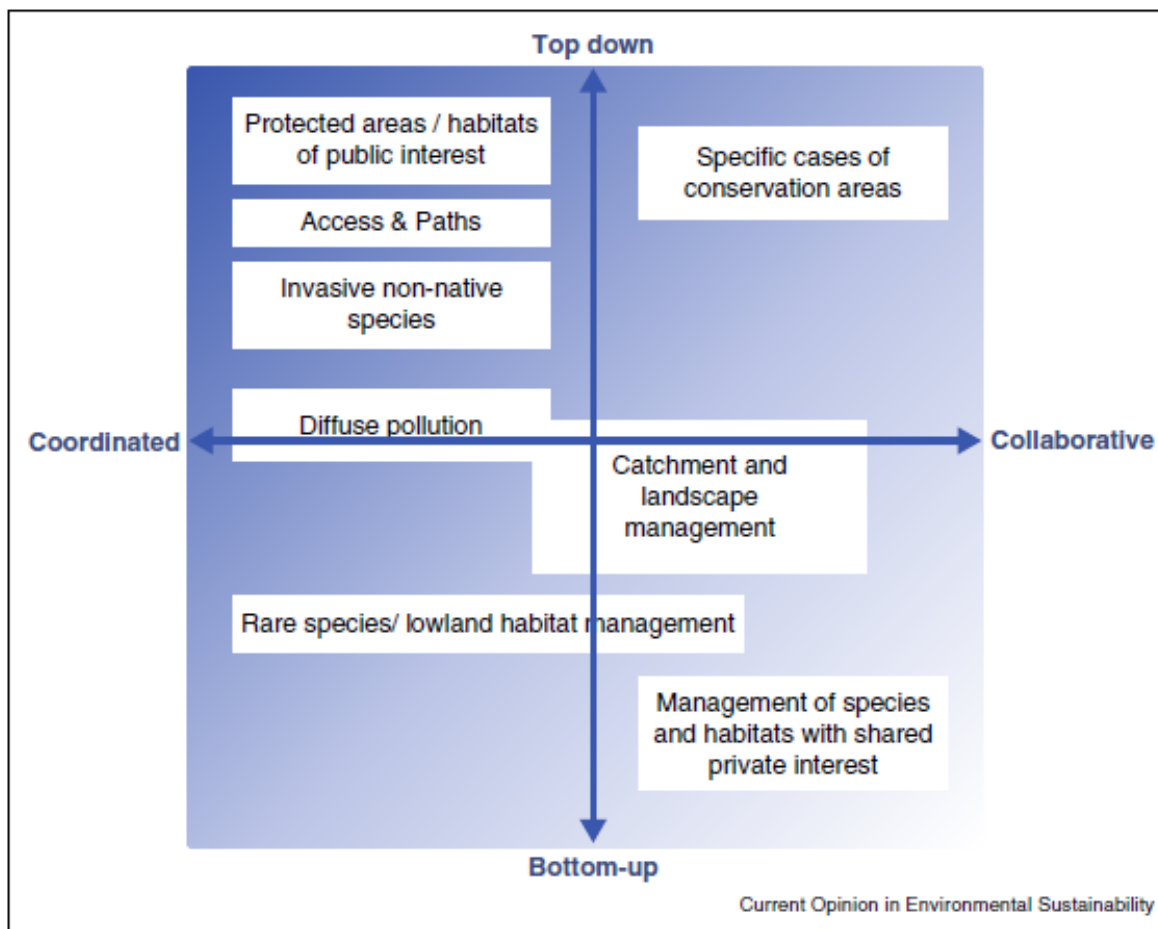 Top down
Protected areas / habitats
of public interest
Specific cases of
conservation areas
Access & Paths
Invasive non-native
species
Diffuse pollution
Coordinated
Collaborative
Catchment and
landscape
management
Rare species/ lowland habitat management
Management of species
and habitats with shared
private interest
Bottom-up
Current Opinion in Environmental Sustainability